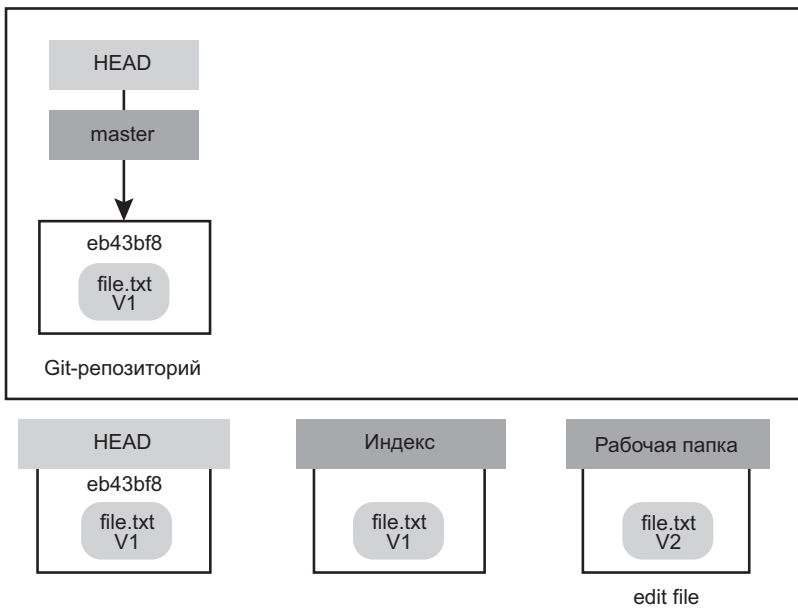 HEAD
master
eb43bf8
file.txt
V1
Git-репозиторий
HEAD
Индекс
Рабочая папка
eb43bf8
file.txt
V1
file.txt
V1
file.txt
V2
edit file